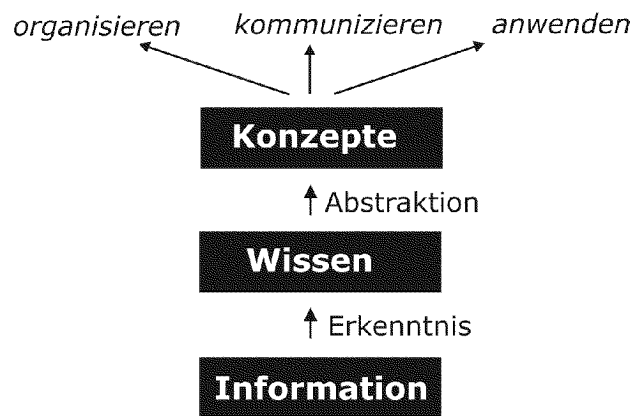 organisieren kommunizieren anwenden
Konzepte
Abstraktion
Wissen
Erkenntnis
Information